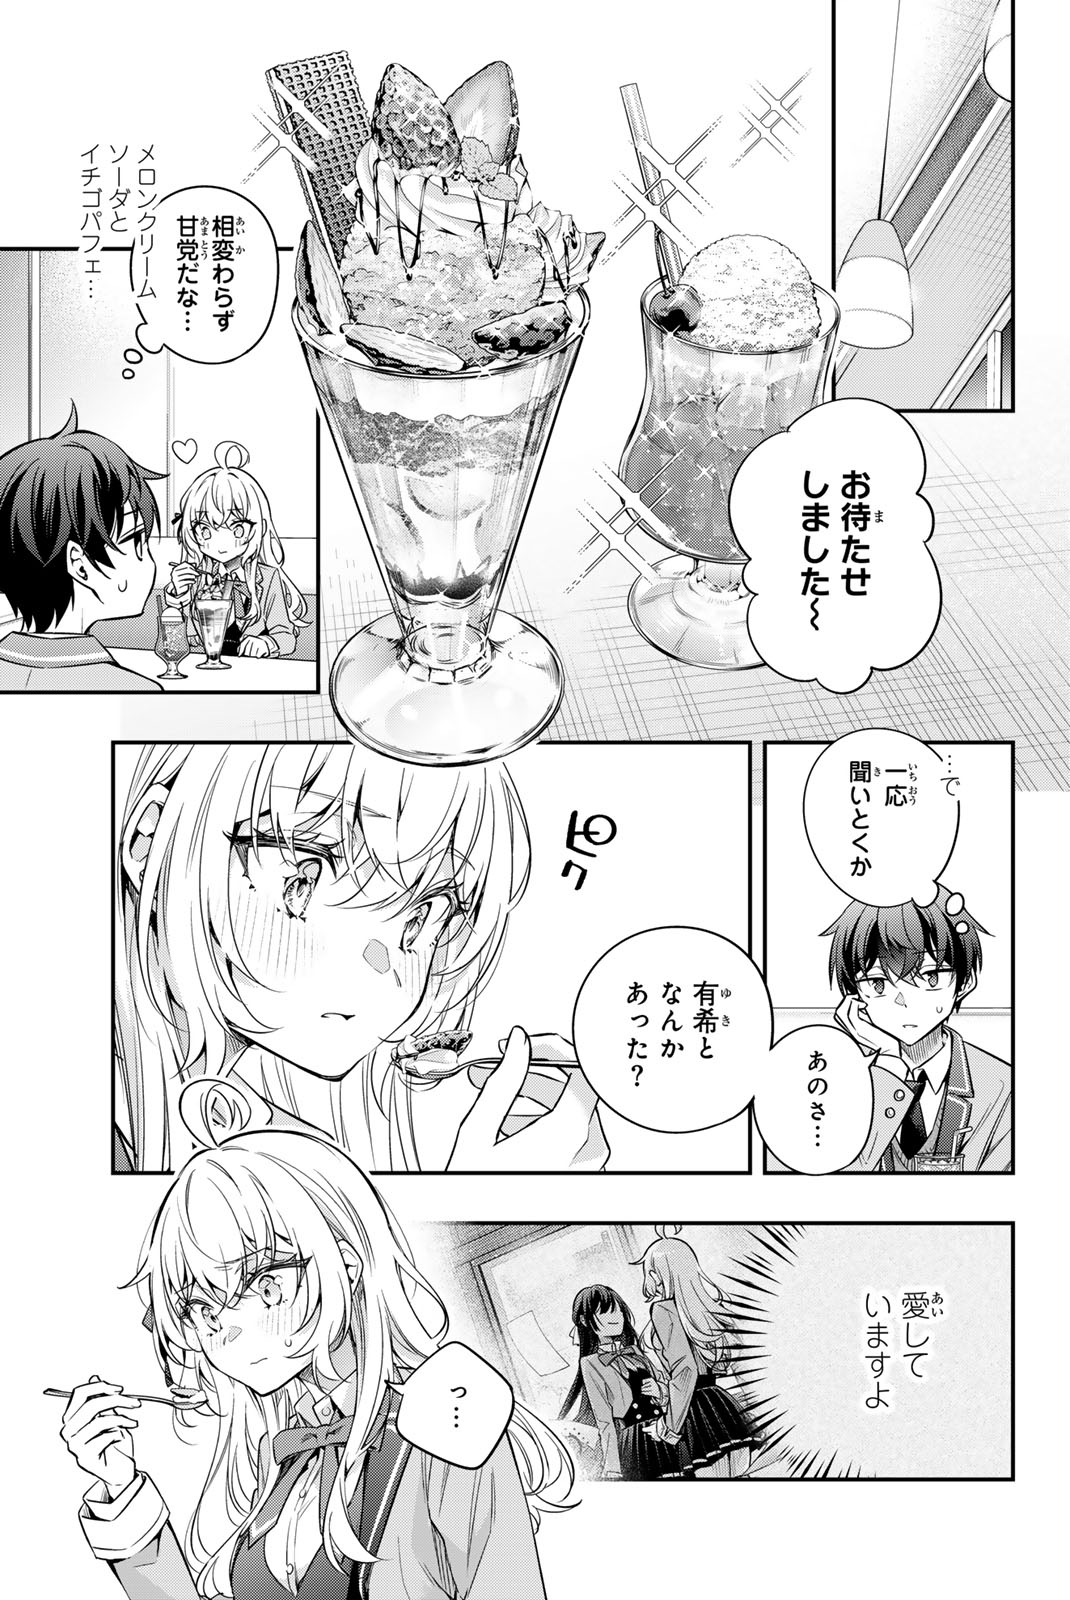 お待たせ
しました～
相変わらず
甘党だな…
メロンクリーム
ソーダと
イチゴパフェ…
…で
一応
聞いとくか
あのさ…
有希と
なんか
あった？
ピク
愛して
いますよ
っ…